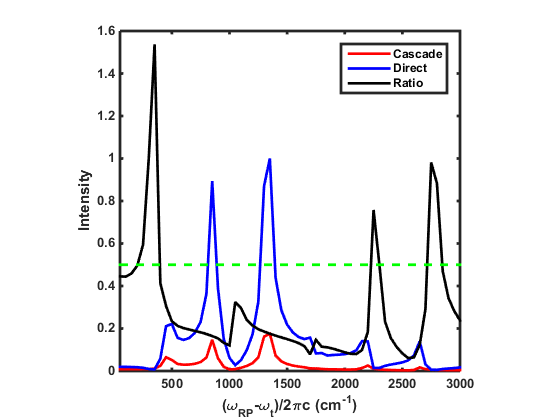 1.6
1.4
1.2
1
0.8
0.6
0.4
0.2
0
Intensity
Cascade
Direct
Ratio
500 1000 1500 2000 2500 3000
(ω_RP-ω_t)/2πc (cm⁻¹)